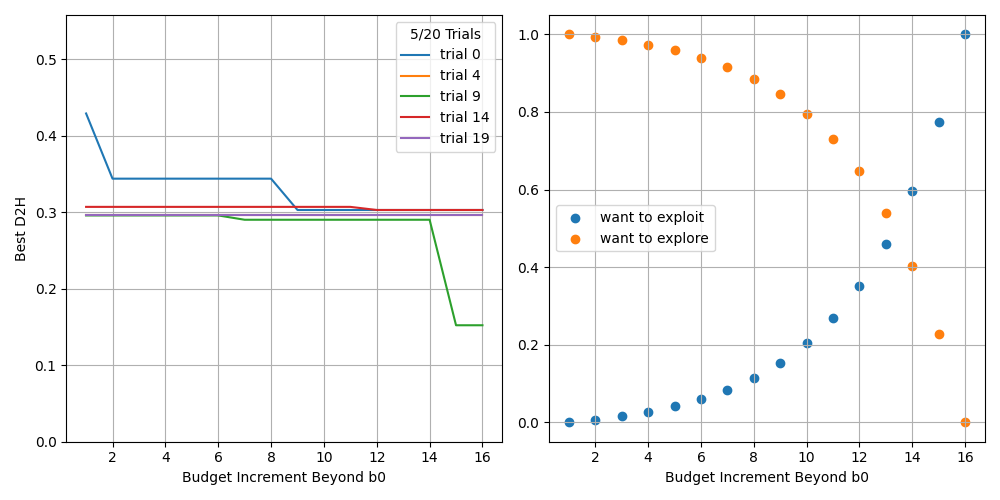 5/20 Trials
trial 0
trial 4
trial 9
trial 14
trial 19
0.5
0.4
0.3
0.2
0.1
0.0
Best D2H
2 4 6 8 10 12 14 16
Budget Increment Beyond b0
1.0
0.8
0.6
0.4
0.2
0.0
want to exploit
want to explore
2 4 6 8 10 12 14 16
Budget Increment Beyond b0